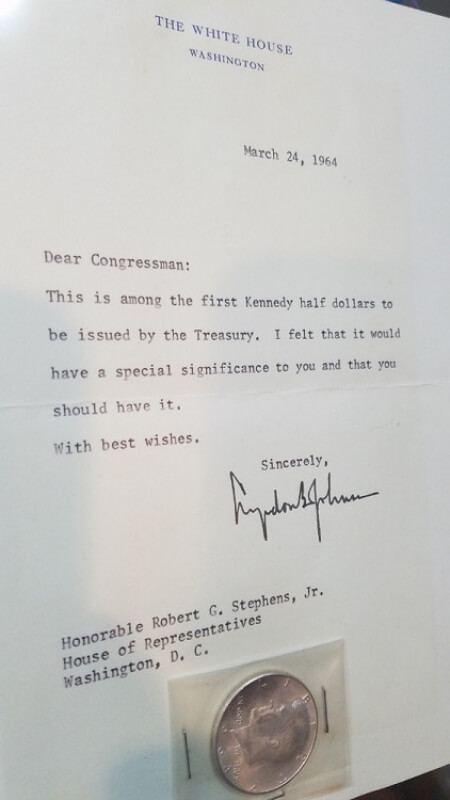 THE WHITE HOUSE
WASHINGTON
March 24, 1964
Dear Congressman:
This is among the first Kennedy half dollars to
be issued by the Treasury. I felt that it would
have a special significance to you and that you
should have it.
With best wishes.
Sincerely,
Lyndon B Johnson
Honorable Robert G. Stephens, Jr.
House of Representatives
Washington, D. C.